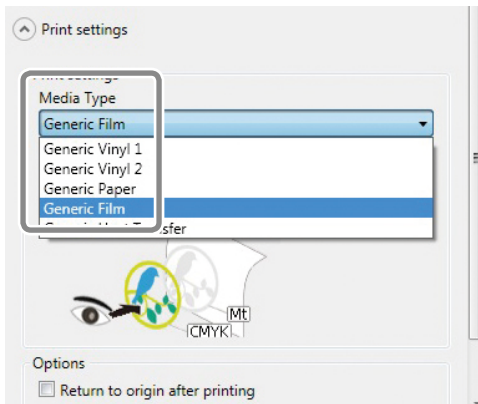 Print settings
Media Type
Generic Film
Generic Vinyl 1
Generic Vinyl 2
Generic Paper
Generic Film
Mt
CMYK
Options
Return to origin after printing